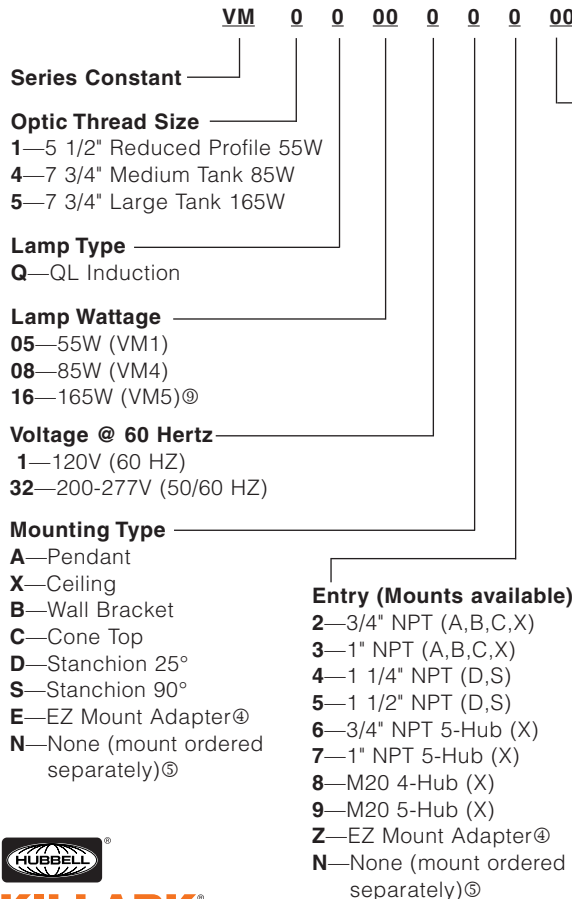 VM 0 0 00 0 0 0 00
Series Constant
Optic Thread Size
1—5 1/2" Reduced Profile 55W
4—7 3/4" Medium Tank 85W
5—7 3/4" Large Tank 165W
Lamp Type
Q—QL Induction
Lamp Wattage
05—55W (VM1)
08—85W (VM4)
16—165W (VM5)⑨
Voltage @ 60 Hertz
1—120V (60 HZ)
32—200-277V (50/60 HZ)
Mounting Type
A—Pendant
X—Ceiling
B—Wall Bracket
C—Cone Top
D—Stanchion 25°
S—Stanchion 90°
E—EZ Mount Adapter④
N—None (mount ordered
separately)⑤
Entry (Mounts available)
2—3/4" NPT (A,B,C,X)
3—1" NPT (A,B,C,X)
4—1 1/4" NPT (D,S)
5—1 1/2" NPT (D,S)
6—3/4" NPT 5-Hub (X)
7—1" NPT 5-Hub (X)
8—M20 4-Hub (X)
9—M20 5-Hub (X)
Z—EZ Mount Adapter④
N—None (mount ordered
separately)⑤
HUBBELL®
KILLARK®